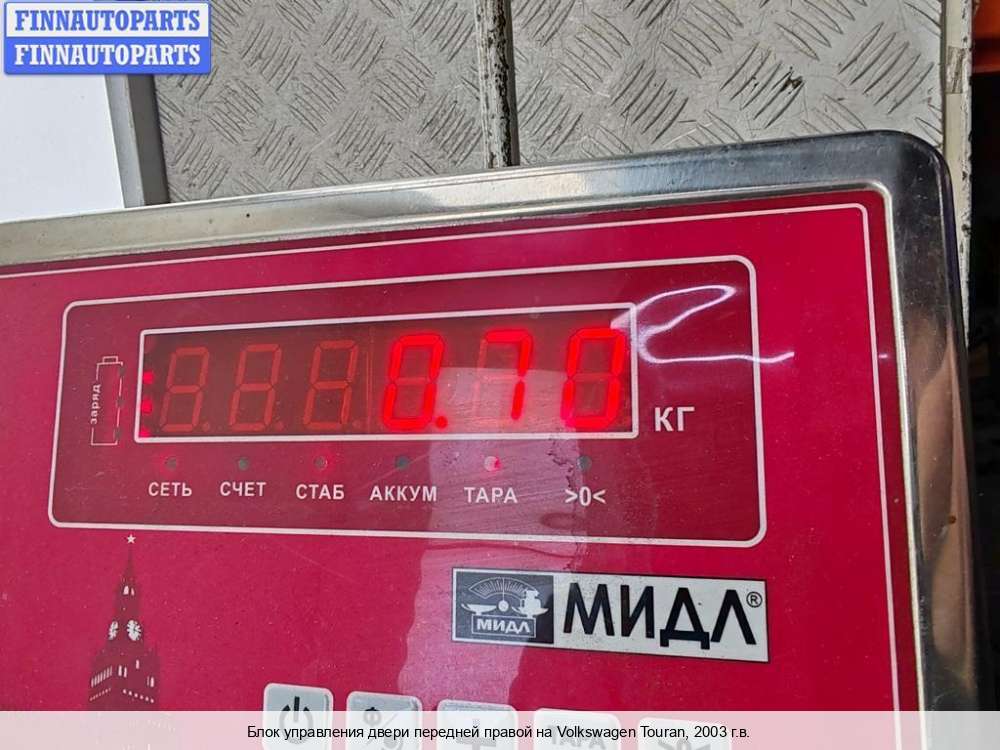 FINNAUTOPARTS
FINNAUTOPARTS
заряд
0.70
КГ
СЕТЬ СЧЕТ СТАБ АККУМ ТАРА >0<
МИДЛ
МИДЛ®
ТАРА
Блок управления двери передней правой на Volkswagen Touran, 2003 г.в.